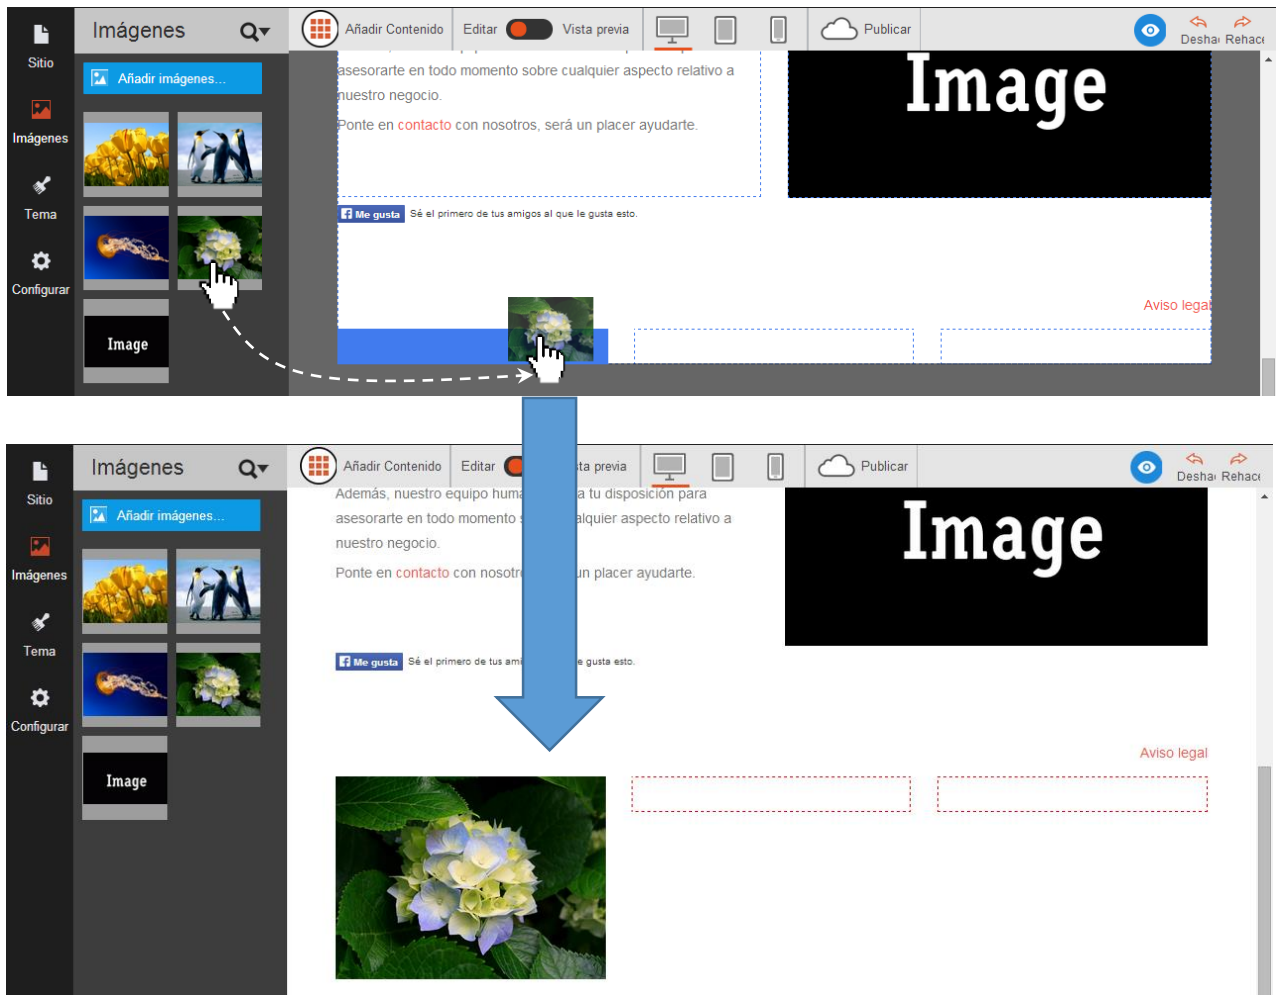 Imágenes
Añadir Contenido
Editar
Vista previa
Publicar
Rehace
Sitio
Añadir imágenes...
Imágenes
Tema
Configurar
Image
asesorarte en todo momento sobre cualquier aspecto relativo a
nuestro negocio.
Ponte en contacto con nosotros, será un placer ayudarte.
Image
Me gusta Sé el primero de tus amigos al que le gusta esto.
Aviso legal
Imágenes
Añadir Contenido
Editar
ta previa
Publicar
Rehace
Sitio
Añadir imágenes...
Imágenes
Tema
Configurar
Image
Además, nuestro equipo huma a tu disposición para
asesorarte en todo momento alquier aspecto relativo a
nuestro negocio.
Ponte en contacto con nosotro un placer ayudarte.
Image
Me gusta Sé el primero de tus ami e gusta esto.
Aviso legal